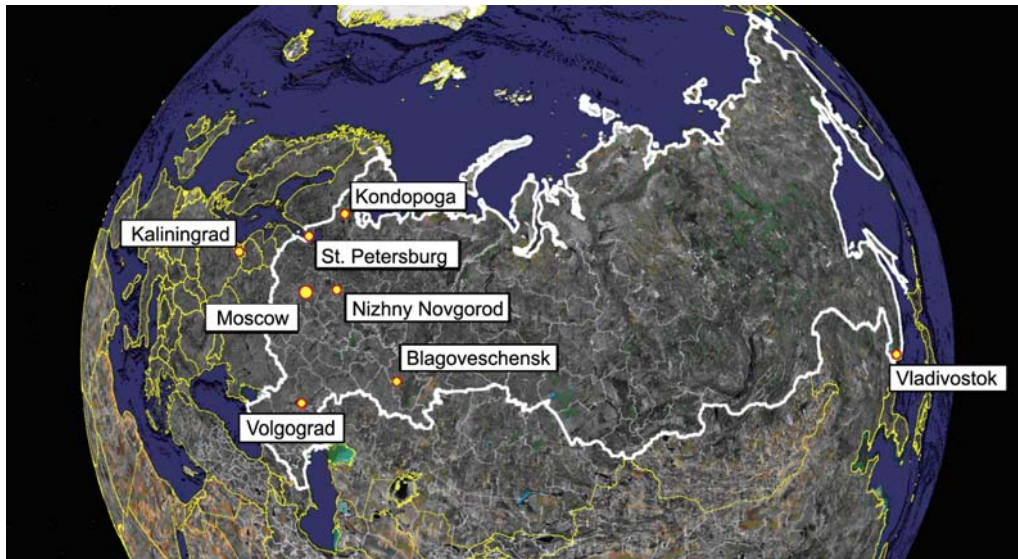 Kondopoga
Kaliningrad
St. Petersburg
Moscow
Nizhny Novgorod
Blagoveschensk
Vladivostok
Volgograd